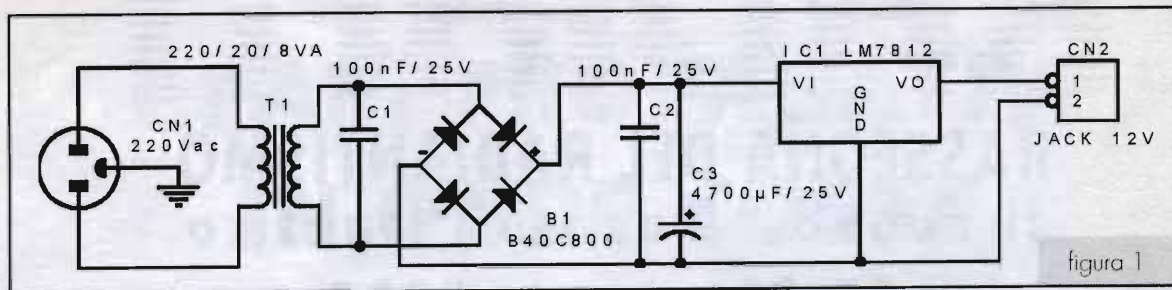 220/20/8VA
IC1 LM7812
CN2
100nF/25V
100nF/25V
VI
GND
VO
1
2
T1
C1
C2
CN1
220Vac
JACK 12V
-
+
C3
4700µF/25V
+
B1
B40C800
figura 1